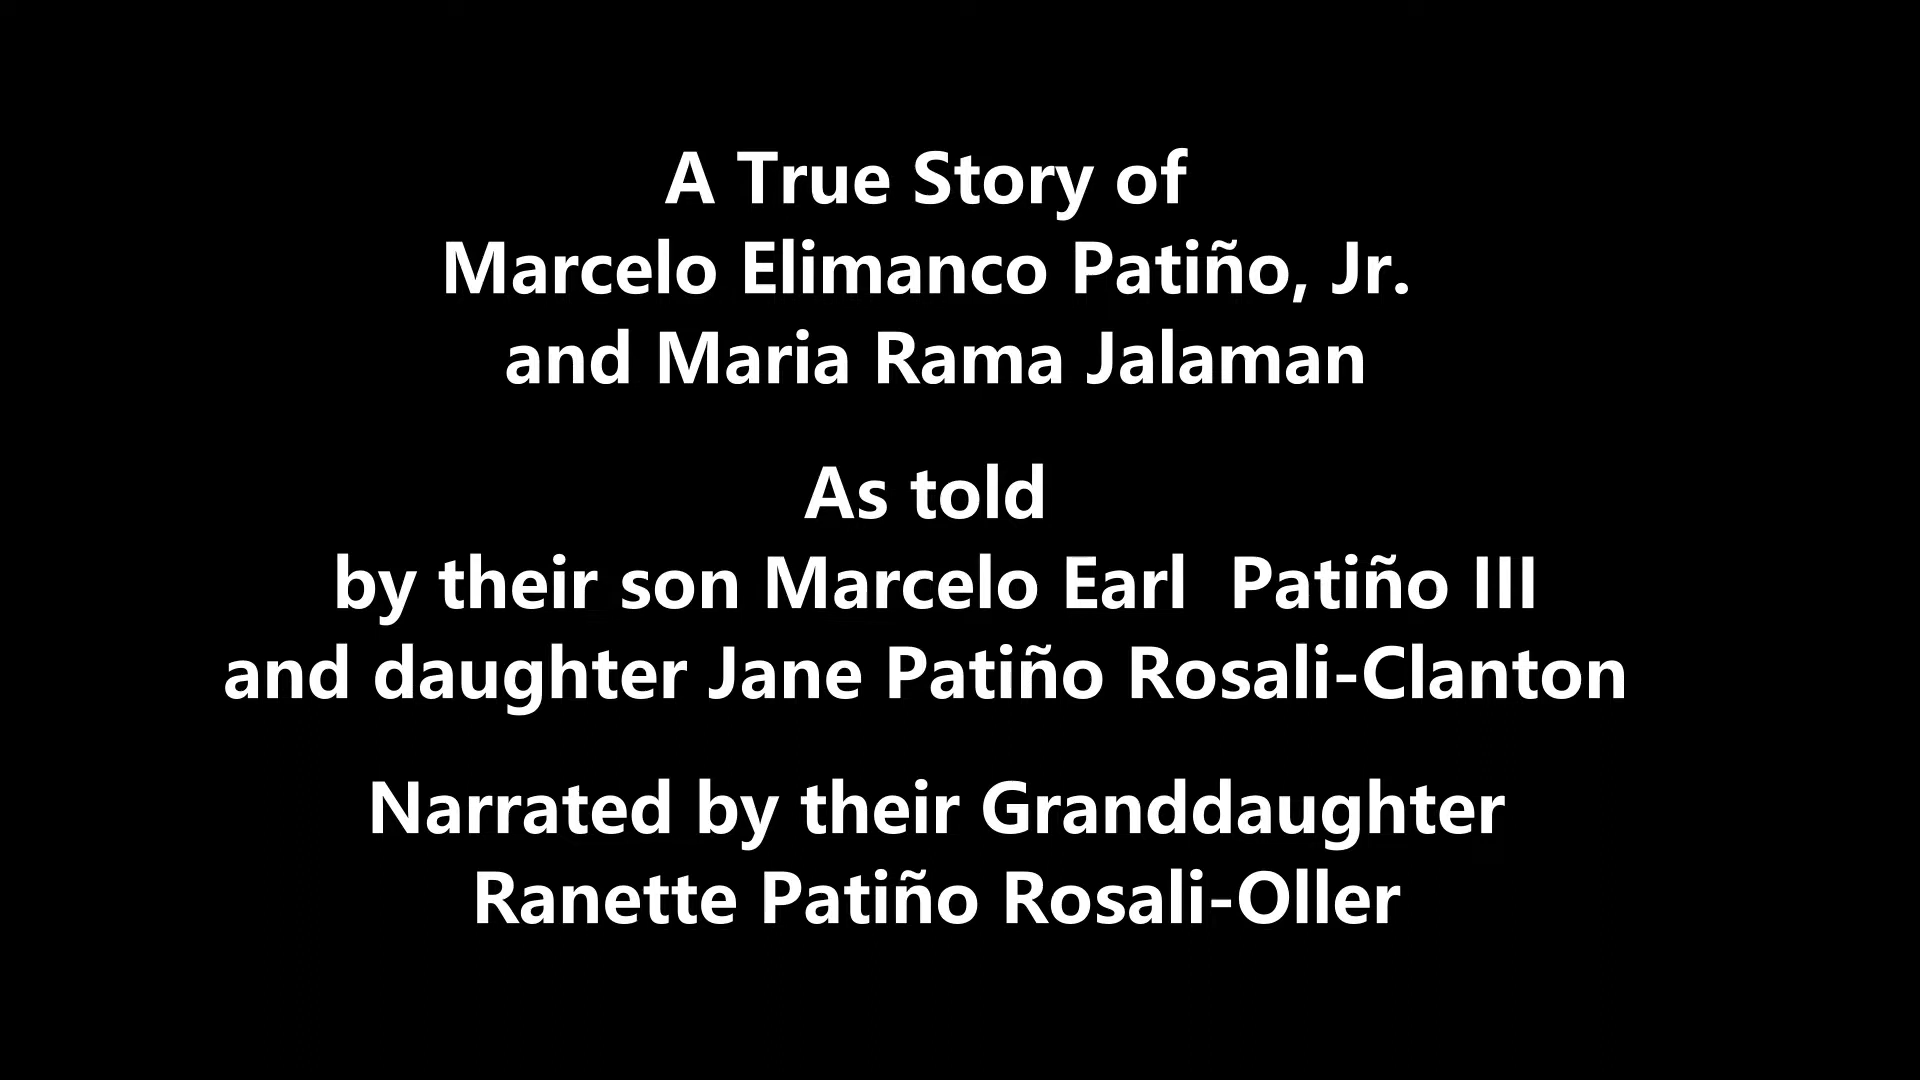 A True Story of
Marcelo Elimanco Patiño, Jr.
and Maria Rama Jalaman
As told
by their son Marcelo Earl  Patiño III
and daughter Jane Patiño Rosali-Clanton
Narrated by their Granddaughter
Ranette Patiño Rosali-Oller